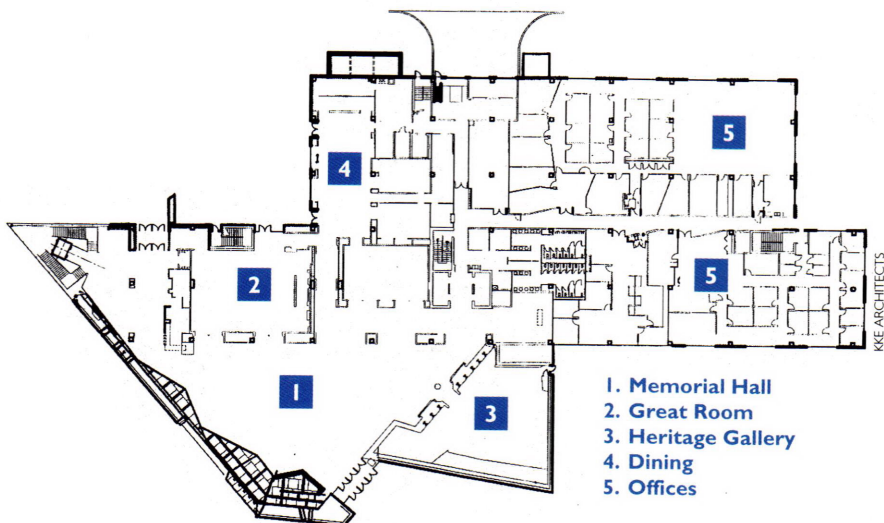 5
4
2
5
1
3
KKE ARCHITECTS
1. Memorial Hall
2. Great Room
3. Heritage Gallery
4. Dining
5. Offices